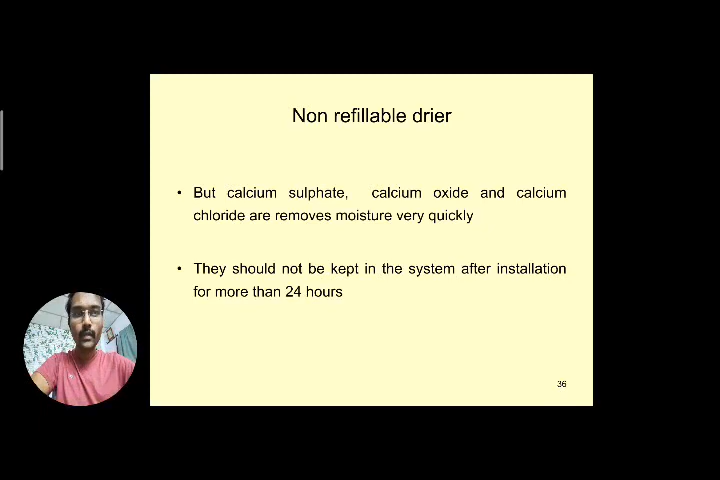 Non refillable drier
• But calcium sulphate, calcium oxide and calcium
chloride are removes moisture very quickly
• They should not be kept in the system after installation
for more than 24 hours
36